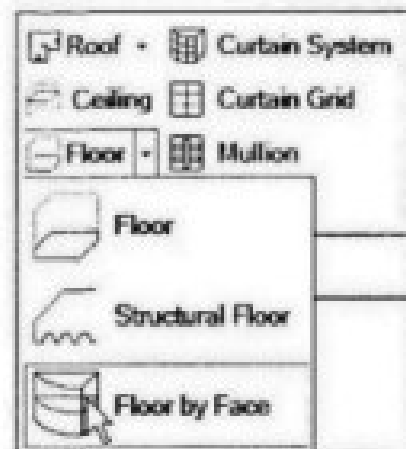 Roof Curtain System
Ceiling Curtain Grid
Floor Mullion
Floor
Structural Floor
Floor by Face